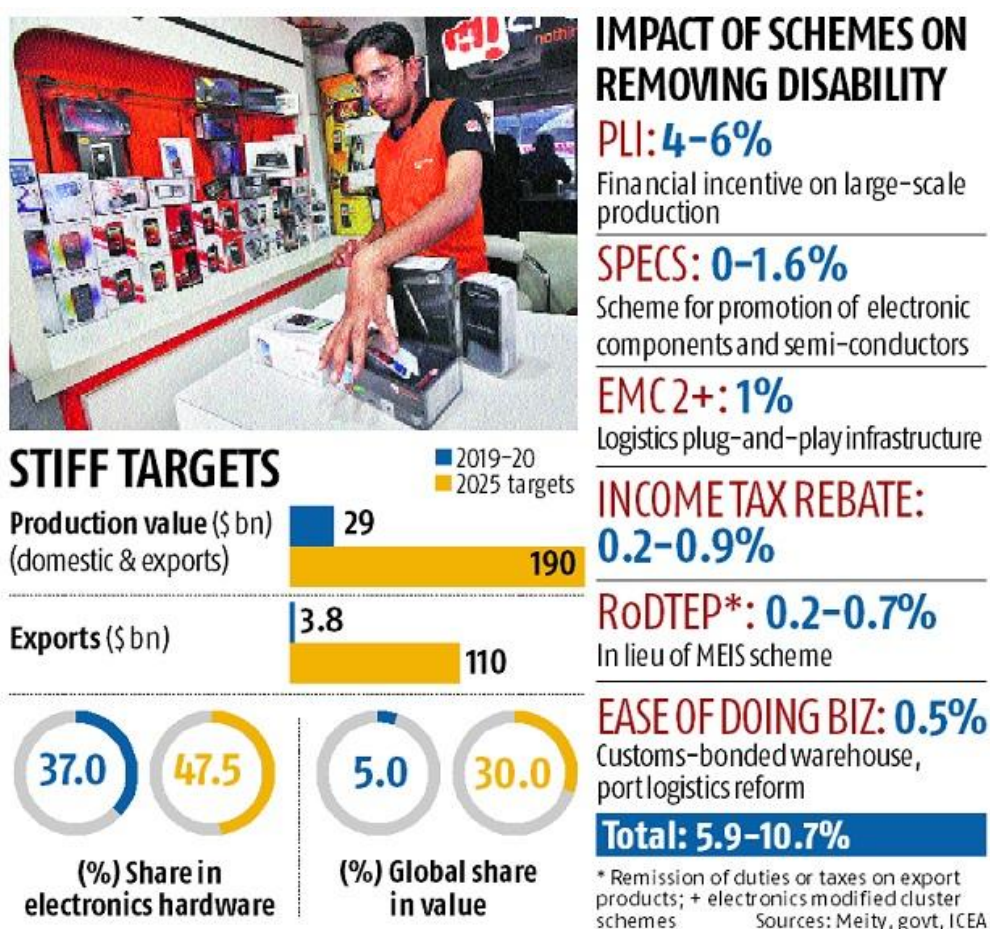 nothin
IMPACT OF SCHEMES ON
REMOVING DISABILITY
PLI: 4-6%
Financial incentive on large-scale
production
SPECS: 0-1.6%
Scheme for promotion of electronic
components and semi-conductors
EMC 2+: 1%
Logistics plug-and-play infrastructure
INCOME TAX REBATE:
0.2-0.9%
RoDTEP*: 0.2-0.7%
In lieu of MEIS scheme
EASE OF DOING BIZ: 0.5%
Customs-bonded warehouse,
port logistics reform
Total: 5.9-10.7%
* Remission of duties or taxes on export
products; + electronics modified cluster
schemes Sources: Meity, govt, ICEA
STIFF TARGETS
2019-20
2025 targets
Production value ($ bn)
(domestic & exports)
29
190
Exports ($ bn)
3.8
110
37.0
47.5
5.0
30.0
(%) Share in
electronics hardware
(%) Global share
in value